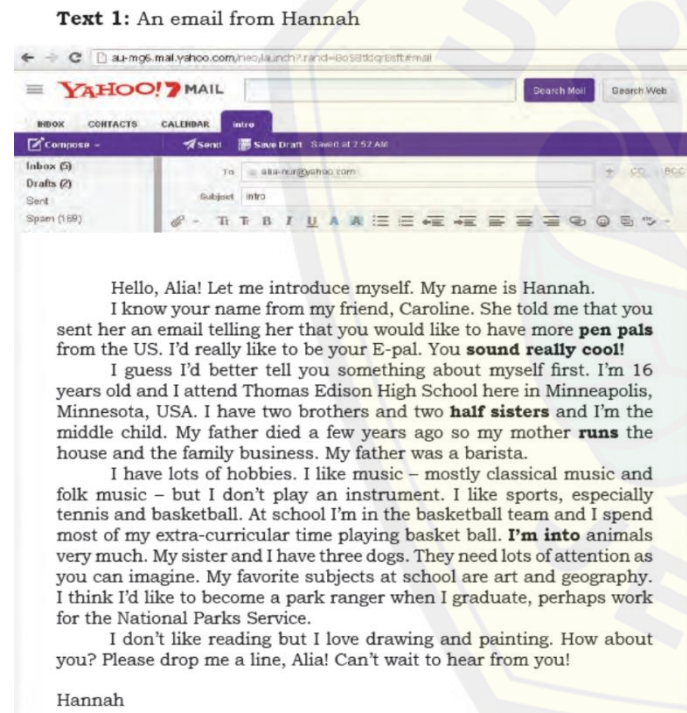 Text 1: An email from Hannah
YAHOO!7 MAIL
Search Mail Search Web
INBOX CONTACTS CALENDAR Intro
Compose Send Save Draft Saved at 7:52 AM
Inbox (5)
To
Drafts (2)
Sent
Subject intro
Spam (169)
Hello, Alia! Let me introduce myself. My name is Hannah.
I know your name from my friend, Caroline. She told me that you
sent her an email telling her that you would like to have more pen pals
from the US. I'd really like to be your E-pal. You sound really cool!
I guess I'd better tell you something about myself first. I'm 16
years old and I attend Thomas Edison High School here in Minneapolis,
Minnesota, USA. I have two brothers and two half sisters and I'm the
middle child. My father died a few years ago so my mother runs the
house and the family business. My father was a barista.
I have lots of hobbies. I like music – mostly classical music and
folk music – but I don't play an instrument. I like sports, especially
tennis and basketball. At school I'm in the basketball team and I spend
most of my extra-curricular time playing basket ball. I'm into animals
very much. My sister and I have three dogs. They need lots of attention as
you can imagine. My favorite subjects at school are art and geography.
I think I'd like to become a park ranger when I graduate, perhaps work
for the National Parks Service.
I don't like reading but I love drawing and painting. How about
you? Please drop me a line, Alia! Can't wait to hear from you!
Hannah